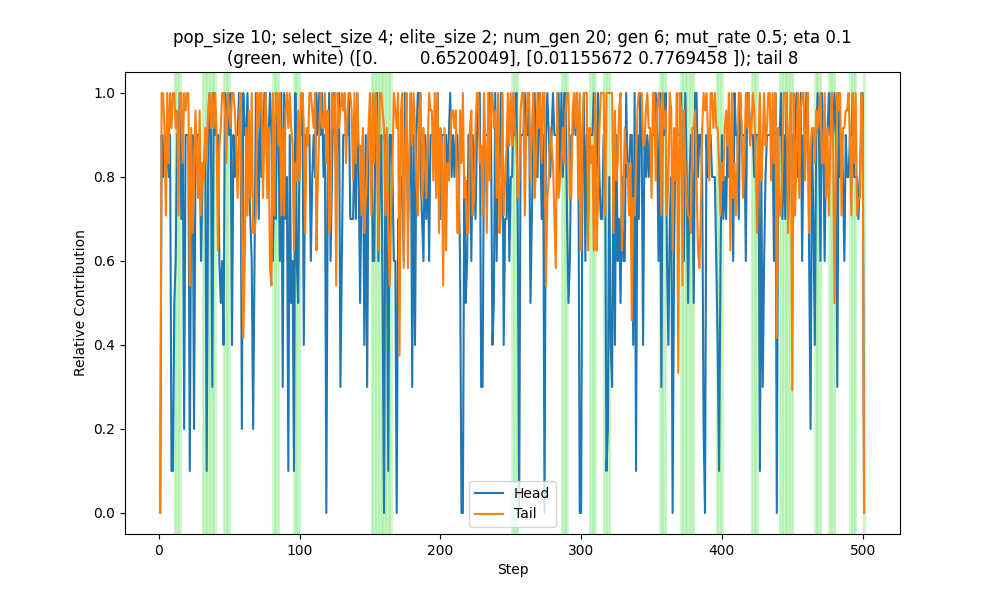 pop_size 10; select_size 4; elite_size 2; num_gen 20; gen 6; mut_rate 0.5; eta 0.1
(green, white) ([0.        0.6520049], [0.01155672 0.7769458 ]); tail 8
1.0
0.8
0.6
0.4
0.2
0.0
Relative Contribution
Head
Tail
0 100 200 300 400 500
Step